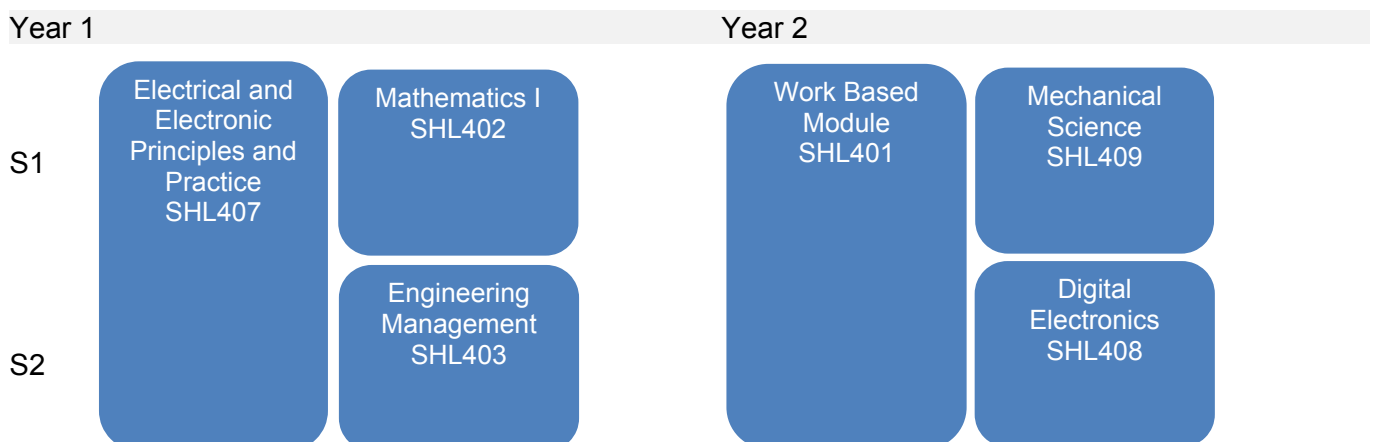 Year 1
Year 2
S1
Electrical and
Electronic
Principles and
Practice
SHL407
Mathematics I
SHL402
Work Based
Module
SHL401
Mechanical
Science
SHL409
S2
Engineering
Management
SHL403
Digital
Electronics
SHL408